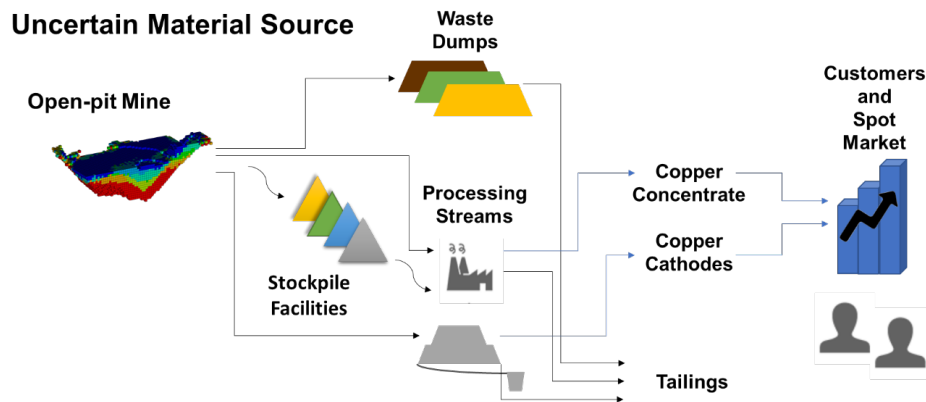 Uncertain Material Source
Waste
Dumps
Open-pit Mine
Customers
and
Spot
Market
Processing
Streams
Copper
Concentrate
Copper
Cathodes
Stockpile
Facilities
Tailings